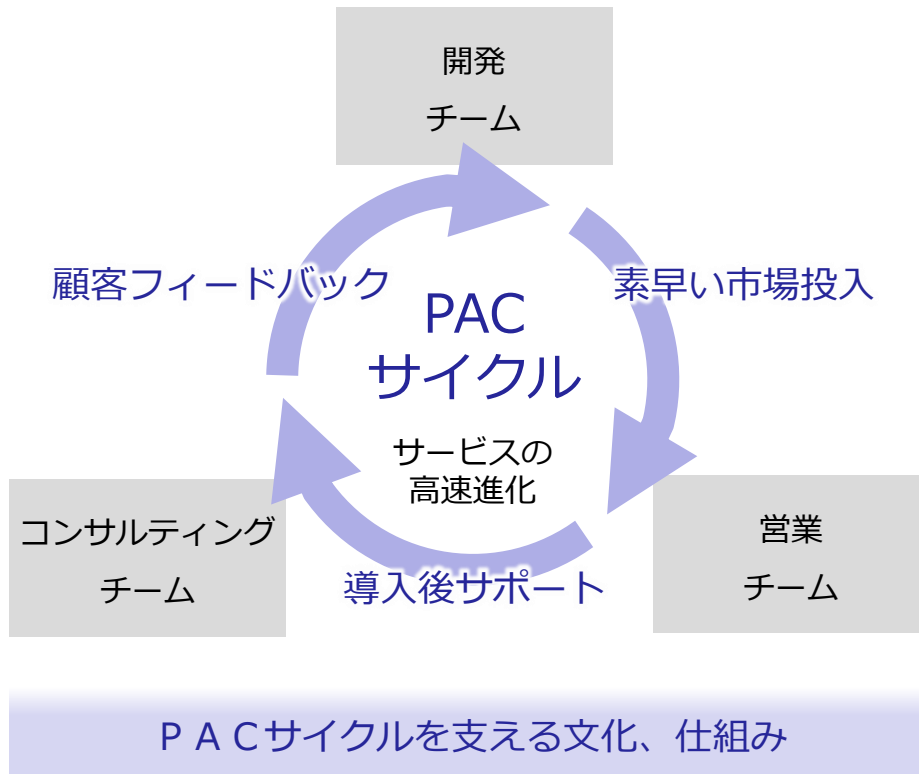 開発
チーム
顧客フィードバック
素早い市場投入
PAC
サイクル
サービスの
高速進化
コンサルティング
チーム
営業
チーム
導入後サポート
ＰＡＣサイクルを支える文化、仕組み